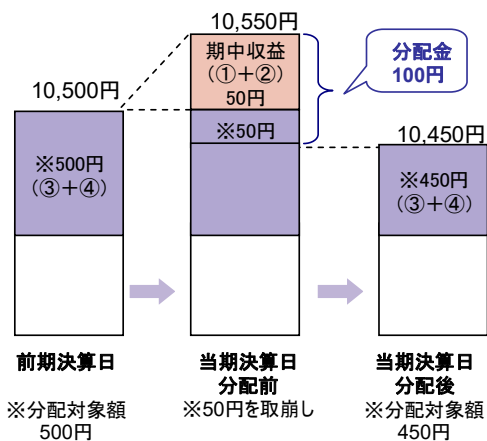 10,500円
※500円
(③＋④)
前期決算日
※分配対象額
500円
10,550円
期中収益
(①＋②)
50円
※50円
当期決算日
分配前
※50円を取崩し
分配金
100円
10,450円
※450円
(③＋④)
当期決算日
分配後
※分配対象額
450円